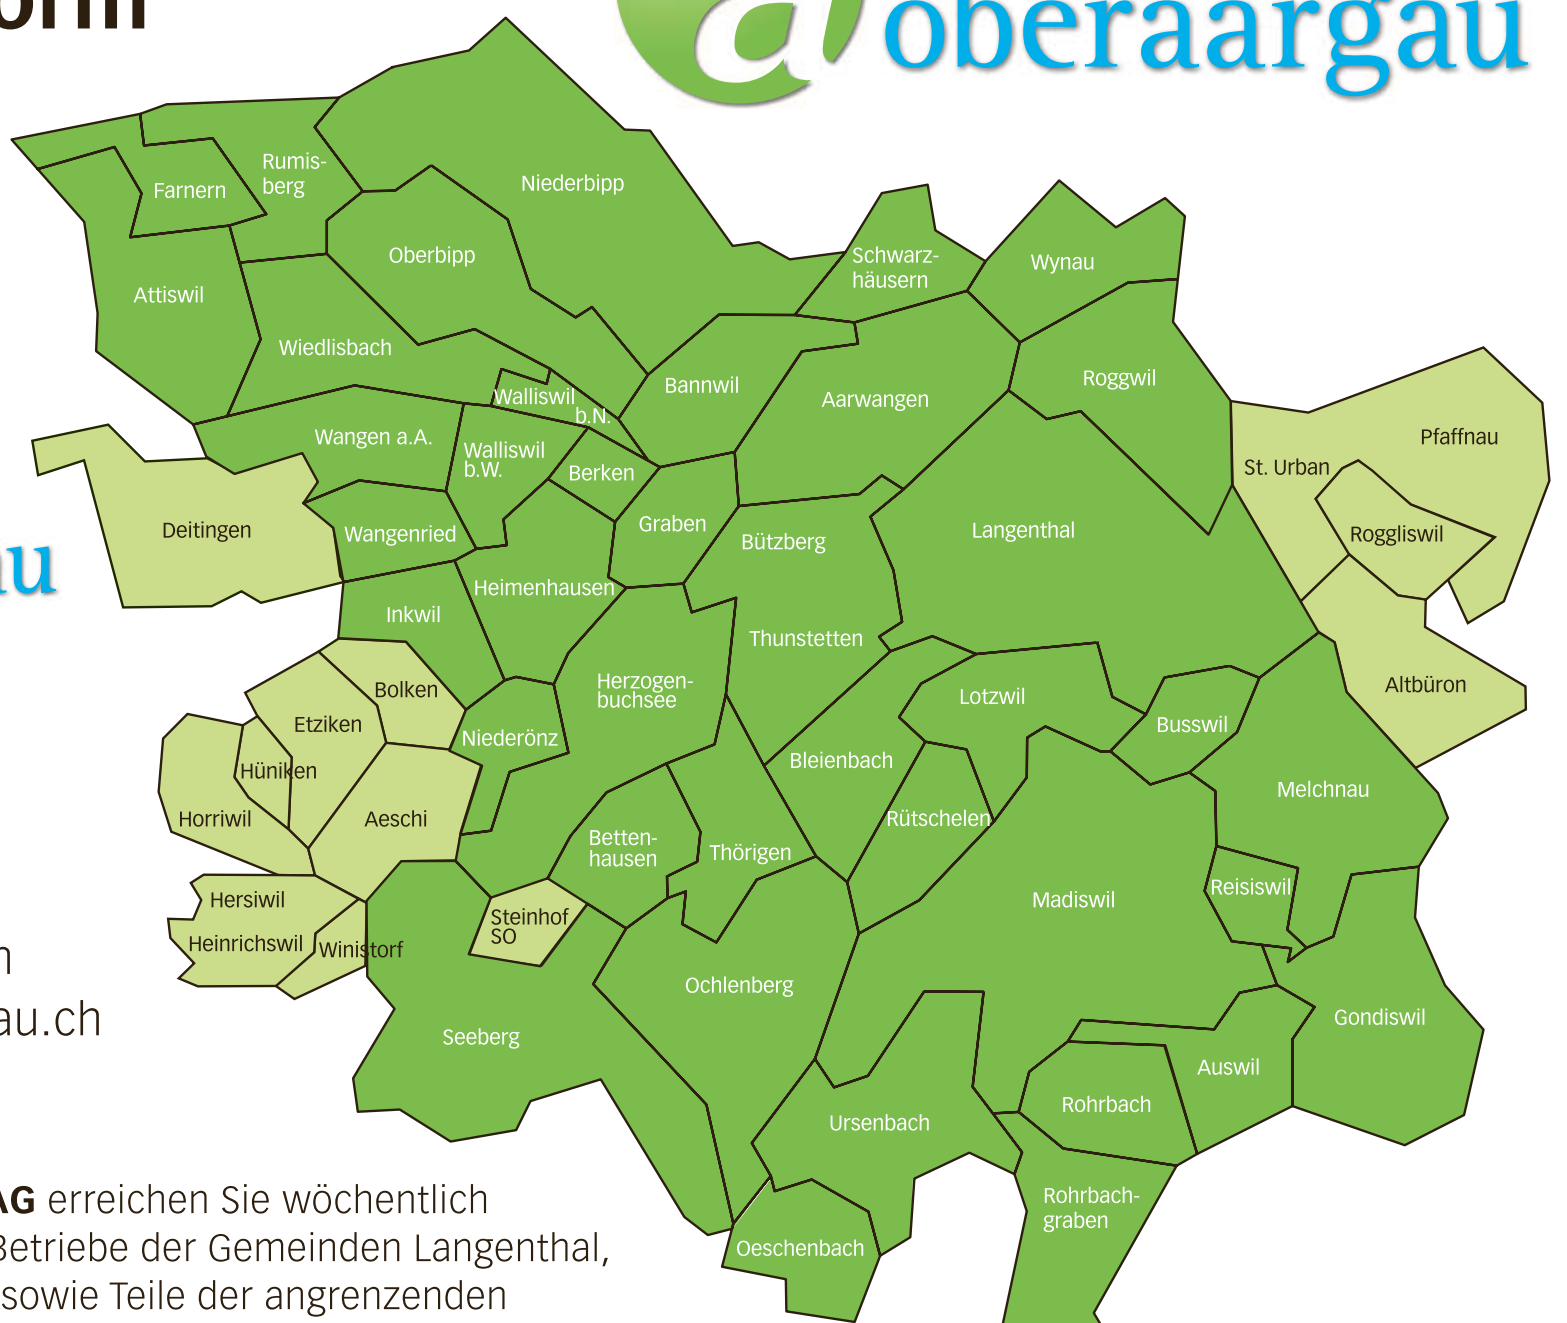 oberaargau
Rumis-
berg
Farnern
Niederbipp
Oberbipp
Schwarz-
häusern
Wynau
Attiswil
Wiedlisbach
Walliswil
b.N.
Bannwil
Aarwangen
Roggwil
Wangen a.A.
Walliswil
b.W.
Berken
Pfaffnau
St. Urban
Deitingen
Wangenried
Graben
Bützberg
Langenthal
Roggliswil
Heimenhausen
Inkwil
Thunstetten
Bolken
Herzogen-
buchsee
Lotzwil
Altbüron
Etziken
Niederönz
Busswil
Hüniken
Bleienbach
Melchnau
Horriwil
Aeschi
Rütschelen
Betten-
hausen
Thörigen
Hersiwil
Reisiswil
Madiswil
Steinhof
SO
Heinrichswil
Winistorf
Ochlenberg
au.ch
Seeberg
Gondiswil
Auswil
Rohrbach
Ursenbach
AG erreichen Sie wöchentlich
Betriebe der Gemeinden Langenthal,
sowie Teile der angrenzenden
Rohrbach-
graben
Oeschenbach